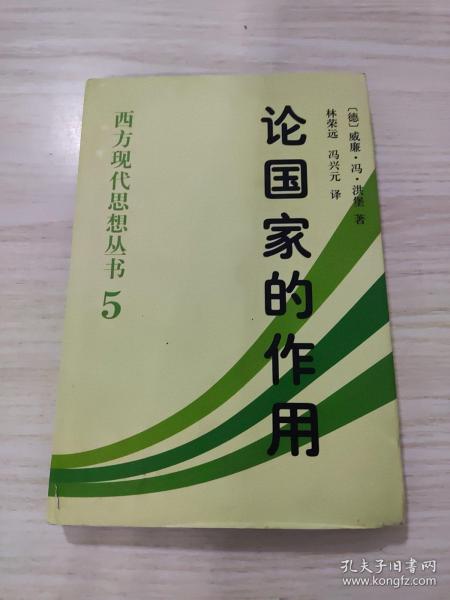 论国家的作用
〔德〕威廉·冯·洪堡 著
林荣远 冯兴元 译
西方现代思想丛书 5
孔夫子旧书网
www.kongfz.com